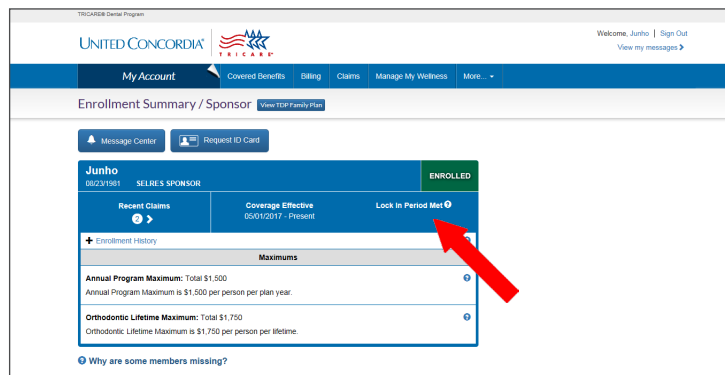 TRICARE® Dental Program
UNITED CONCORDIA®
TRICARE®
Welcome, Junho | Sign Out
View my messages
My Account
Covered Benefits
Billing
Claims
Manage My Wellness
More...
Enrollment Summary / Sponsor
View TDP Family Plan
Message Center
Request ID Card
Junho
08/23/1981 SELRES SPONSOR
ENROLLED
Recent Claims
2
Coverage Effective
05/01/2017 - Present
Lock In Period Met ?
+ Enrollment History
Maximums
Annual Program Maximum: Total $1,500 ?
Annual Program Maximum is $1,500 per person per plan year.
Orthodontic Lifetime Maximum: Total $1,750 ?
Orthodontic Lifetime Maximum is $1,750 per person per lifetime.
? Why are some members missing?